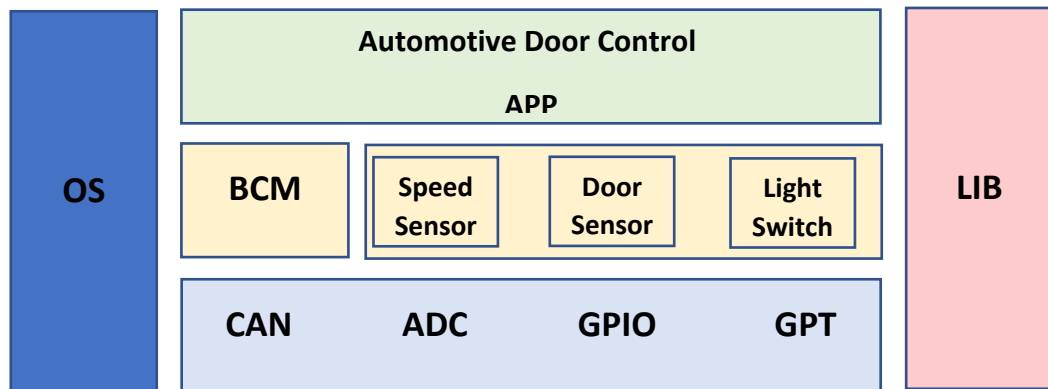 Automotive Door Control
APP
OS
BCM
Speed
Sensor
Door
Sensor
Light
Switch
LIB
CAN
ADC
GPIO
GPT